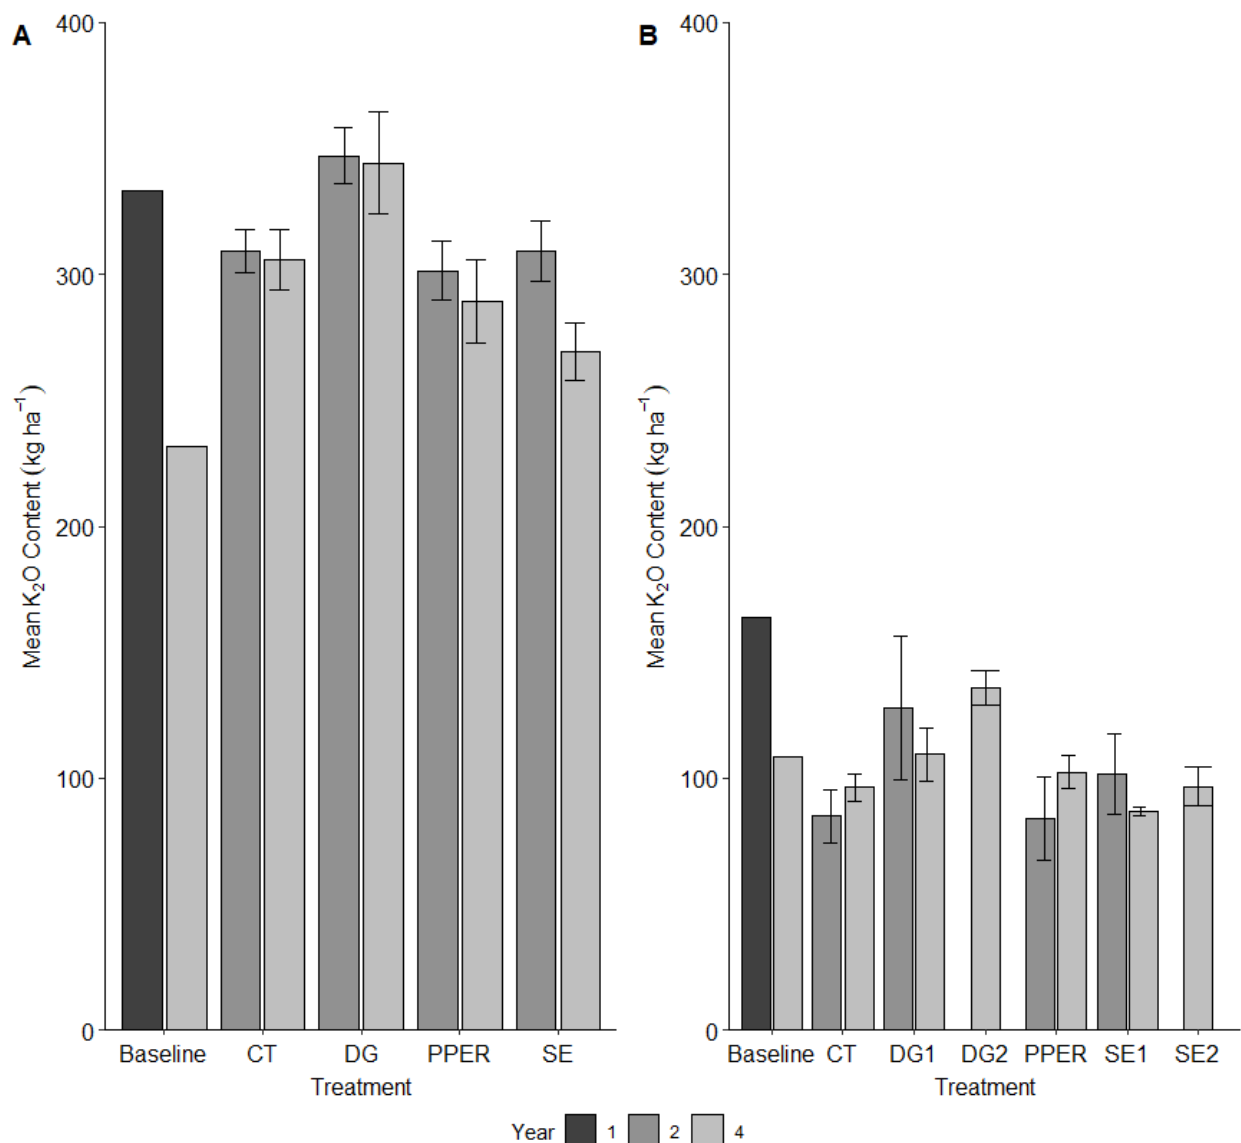 A
400
300
200
100
0
Mean K₂O Content (kg ha⁻¹)
Baseline CT DG PPER SE
Treatment
B
400
300
200
100
0
Mean K₂O Content (kg ha⁻¹)
Baseline CT DG1 DG2 PPER SE1 SE2
Treatment
Year 1 2 4